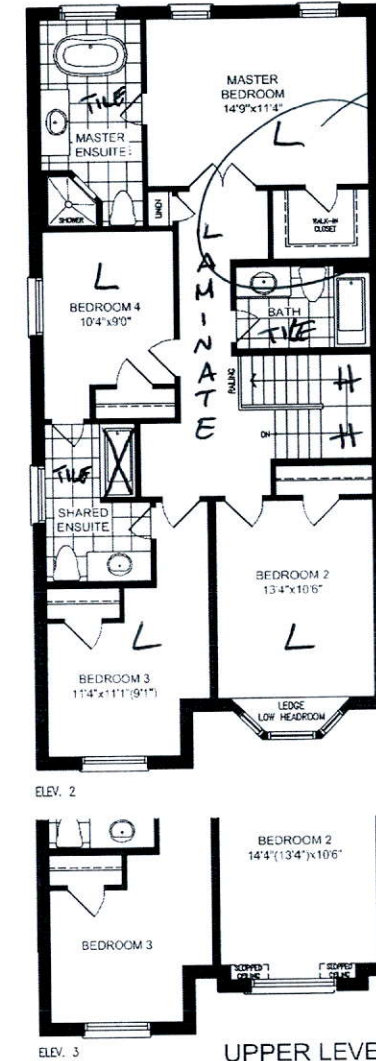 MASTER
BEDROOM
14'9"x11'4"
L
TILE
MASTER
ENSUITE
SHOWER
LINEN
WALK-IN
CLOSET
LAMINATE
L
BEDROOM 4
10'4"x9'0"
BATH
TILE
RAILING
DN
H
H
TILE
SHARED
ENSUITE
BEDROOM 2
13'4"x10'6"
L
L
BEDROOM 3
11'4"x11'1"(9'1")
LEDGE
LOW HEADROOM
ELEV. 2
BEDROOM 2
14'4"(13'4")x10'6"
BEDROOM 3
SLOPPED
CEILING
SLOPPED
CEILING
ELEV. 3
UPPER LEVE